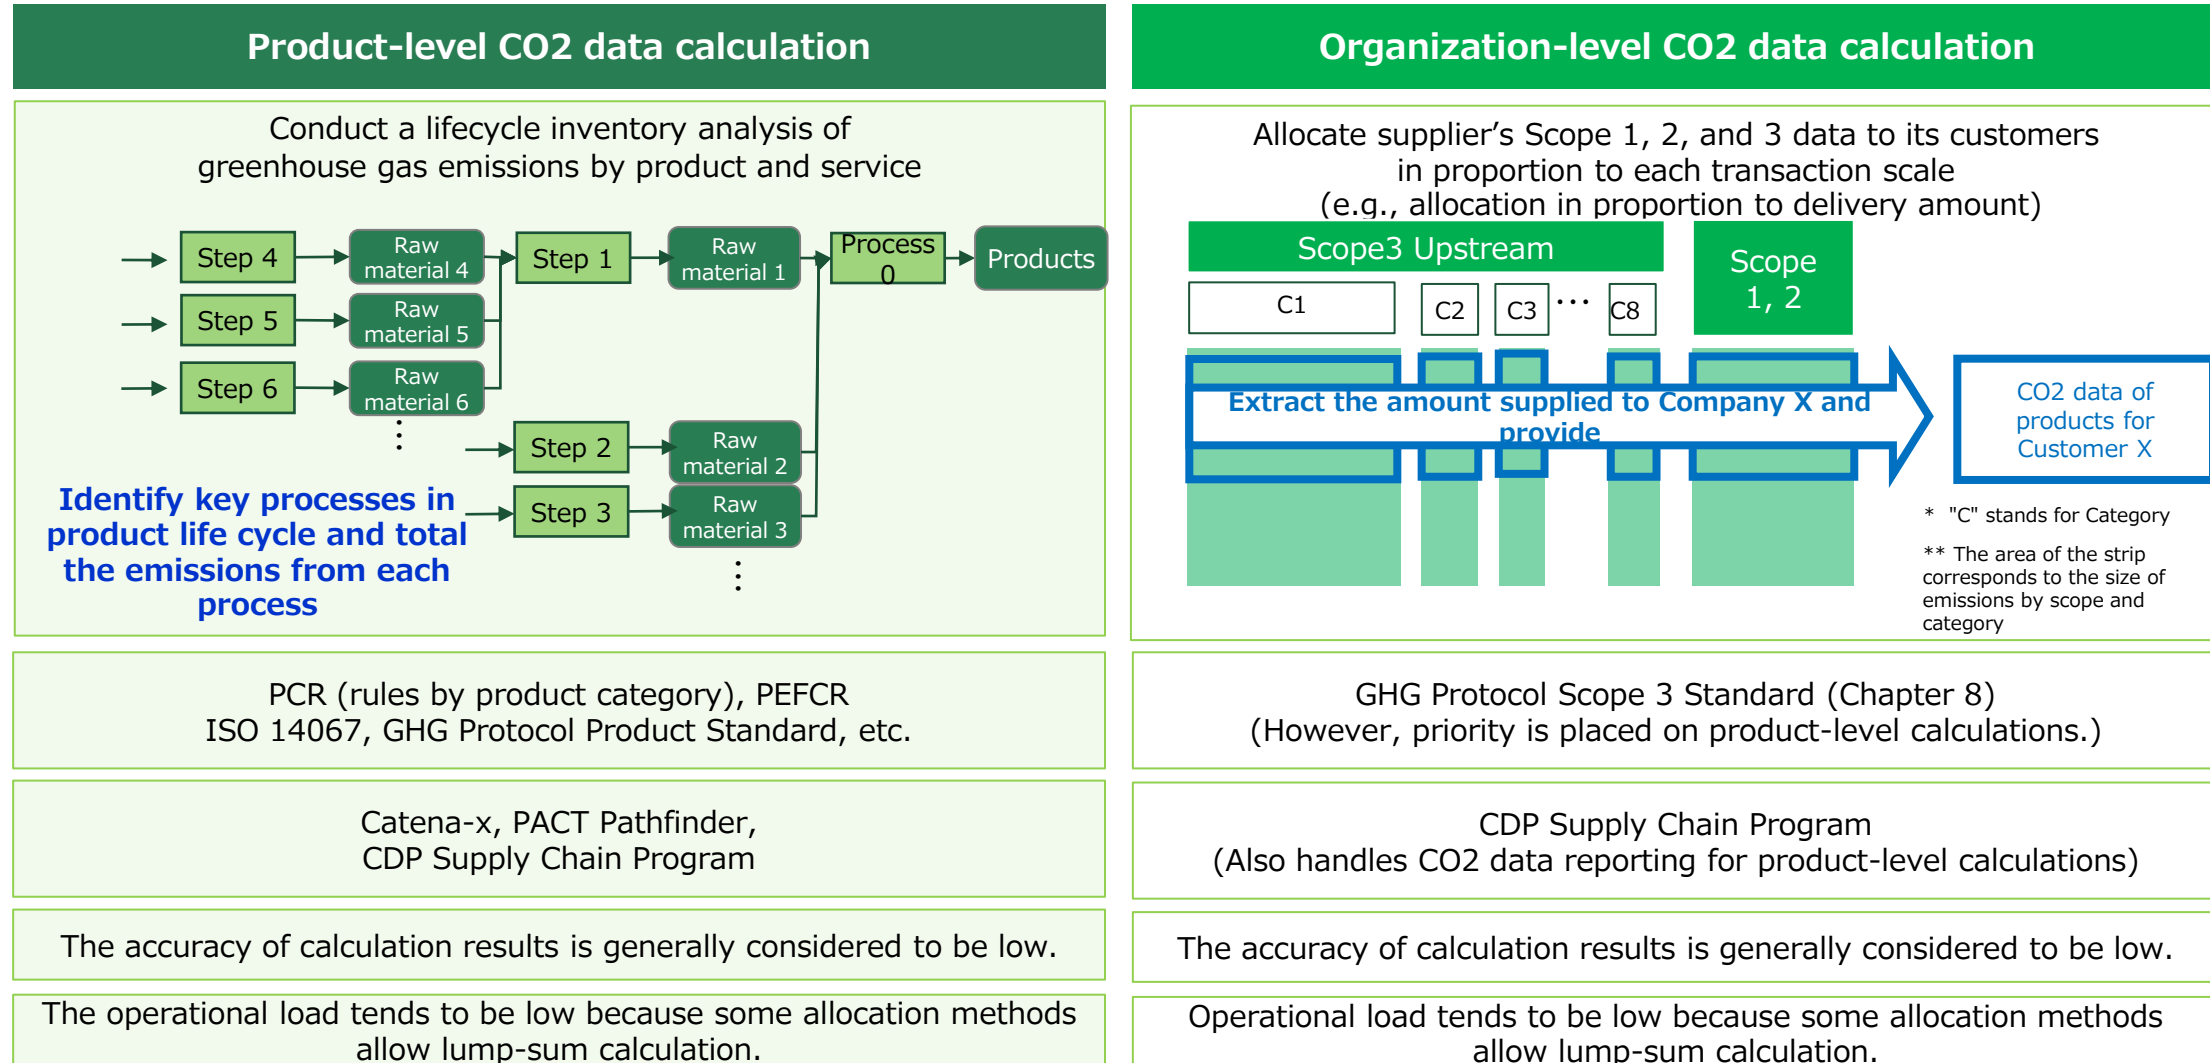 Product-level CO2 data calculation
Conduct a lifecycle inventory analysis of
greenhouse gas emissions by product and service
Step 4
Raw
material 4
Step 1
Raw
material 1
Process
0
Products
Step 5
Raw
material 5
Step 6
Raw
material 6
⋮
Step 2
Raw
material 2
Step 3
Raw
material 3
⋮
Identify key processes in
product life cycle and total
the emissions from each
process
PCR (rules by product category), PEFCR
ISO 14067, GHG Protocol Product Standard, etc.
Catena-x, PACT Pathfinder,
CDP Supply Chain Program
The accuracy of calculation results is generally considered to be low.
The operational load tends to be low because some allocation methods
allow lump-sum calculation.
Organization-level CO2 data calculation
Allocate supplier’s Scope 1, 2, and 3 data to its customers
in proportion to each transaction scale
(e.g., allocation in proportion to delivery amount)
Scope3 Upstream
Scope
1, 2
C1
C2
C3
…
C8
Extract the amount supplied to Company X and
provide
CO2 data of
products for
Customer X
* "C" stands for Category
** The area of the strip
corresponds to the size of
emissions by scope and
category
GHG Protocol Scope 3 Standard (Chapter 8)
(However, priority is placed on product-level calculations.)
CDP Supply Chain Program
(Also handles CO2 data reporting for product-level calculations)
The accuracy of calculation results is generally considered to be low.
Operational load tends to be low because some allocation methods
allow lump-sum calculation.